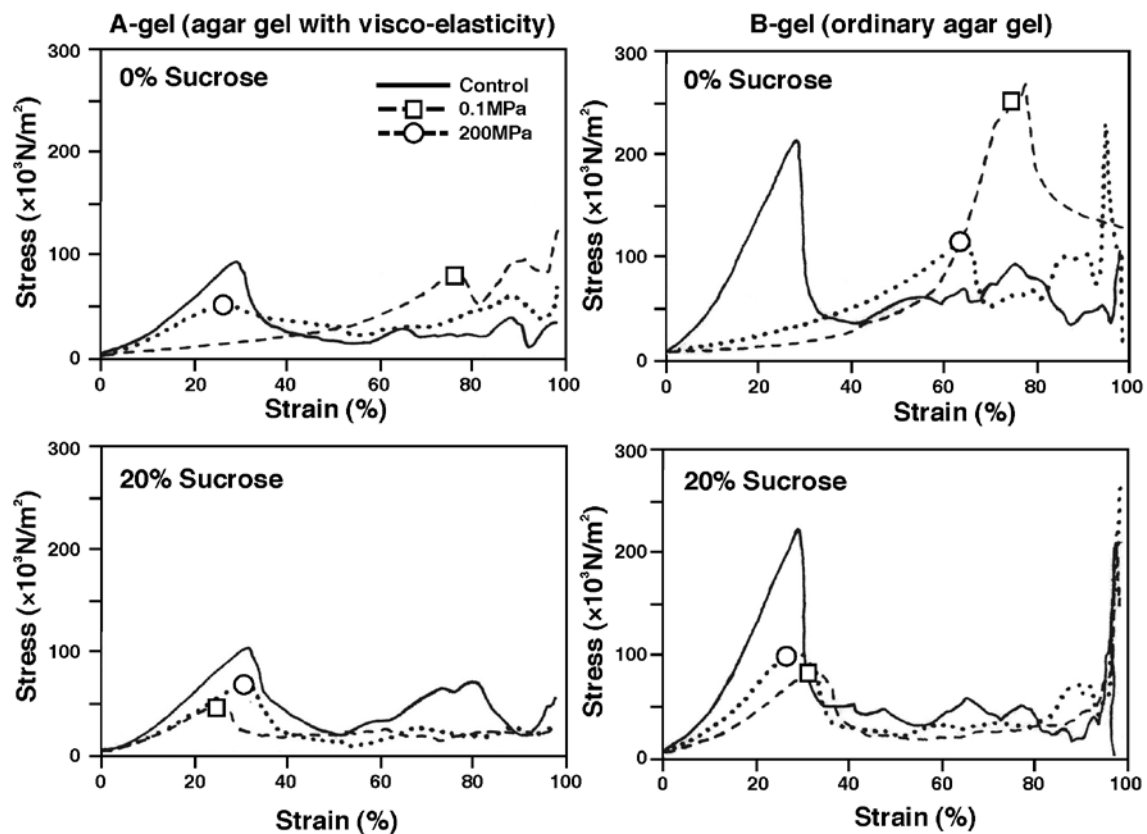 A-gel (agar gel with visco-elasticity)
300
200
100
0
Stress (×10³N/m²)
0% Sucrose
Control
0.1MPa
200MPa
0 20 40 60 80 100
Strain (%)
B-gel (ordinary agar gel)
300
200
100
0
Stress (×10³N/m²)
0% Sucrose
0 20 40 60 80 100
Strain (%)
300
200
100
0
Stress (×10³N/m²)
20% Sucrose
0 20 40 60 80 100
Strain (%)
300
200
100
0
Stress (×10³N/m²)
20% Sucrose
0 20 40 60 80 100
Strain (%)